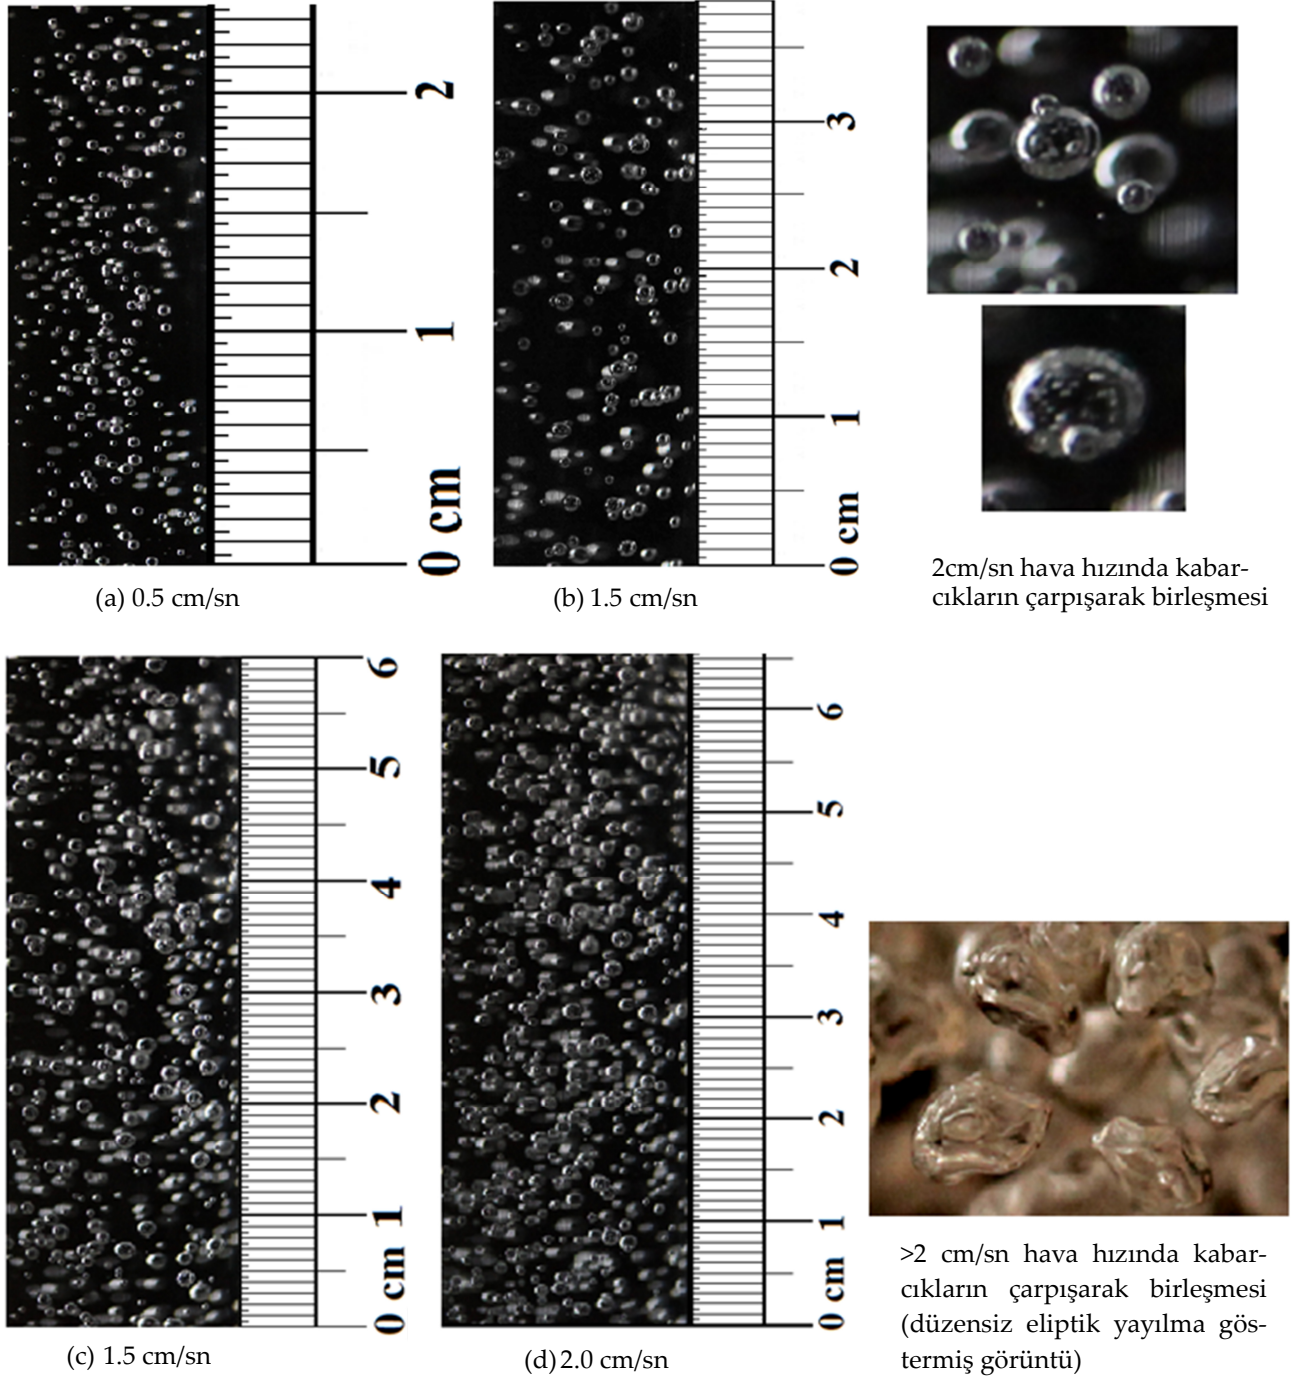 2
1
0 cm
(a) 0.5 cm/sn
3
2
1
0 cm
(b) 1.5 cm/sn
2cm/sn hava hızında kabar-
cıkların çarpışarak birleşmesi
6
5
4
3
2
1
0 cm
(c) 1.5 cm/sn
6
5
4
3
2
1
0 cm
(d) 2.0 cm/sn
>2 cm/sn hava hızında kabar-
cıkların çarpışarak birleşmesi
(düzensiz eliptik yayılma gös-
termiş görüntü)